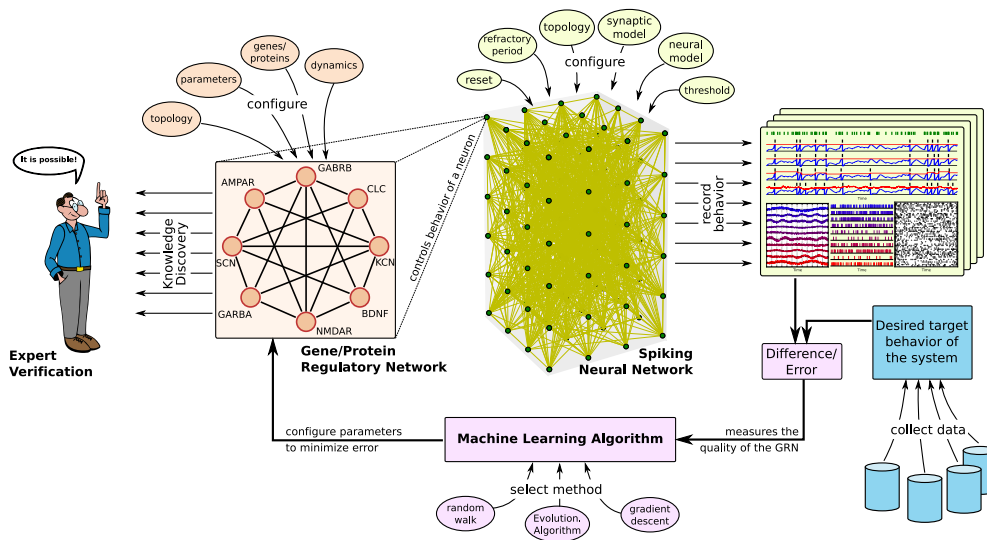 genes/
proteins
parameters
dynamics
configure
topology
It is possible!
Expert
Verification
Knowledge
Discovery
GABRB
AMPAR
CLC
SCN
KCN
GARBA
BDNF
NMDAR
Gene/Protein
Regulatory Network
controls behavior of a neuron
topology
synaptic
model
refractory
period
configure
neural
model
reset
threshold
Spiking
Neural Network
record
behavior
Time
Time
Time
Time
Difference/
Error
Desired target
behavior of
the system
collect data
measures the
quality of the GRN
Machine Learning Algorithm
configure parameters
to minimize error
select method
random
walk
Evolution.
Algorithm
gradient
descent